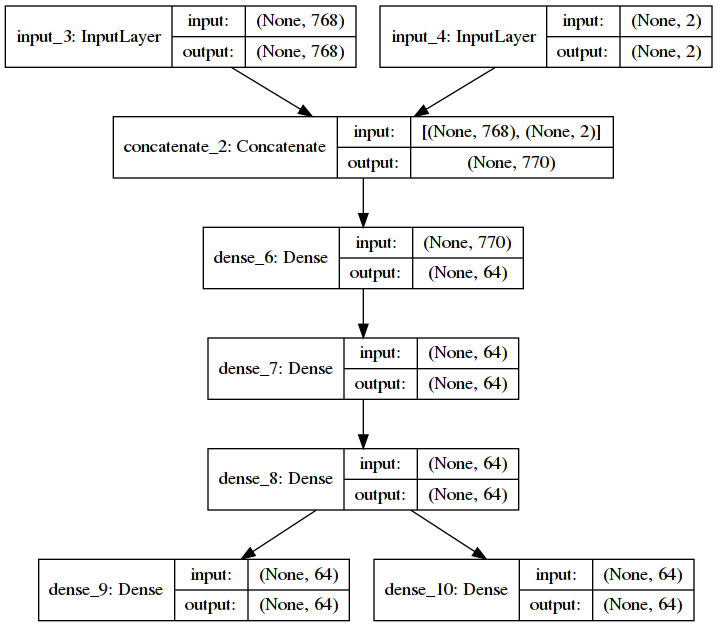 input_3: InputLayer
input: (None, 768)
output: (None, 768)
input_4: InputLayer
input: (None, 2)
output: (None, 2)
concatenate_2: Concatenate
input: [(None, 768), (None, 2)]
output: (None, 770)
dense_6: Dense
input: (None, 770)
output: (None, 64)
dense_7: Dense
input: (None, 64)
output: (None, 64)
dense_8: Dense
input: (None, 64)
output: (None, 64)
dense_9: Dense
input: (None, 64)
output: (None, 64)
dense_10: Dense
input: (None, 64)
output: (None, 64)